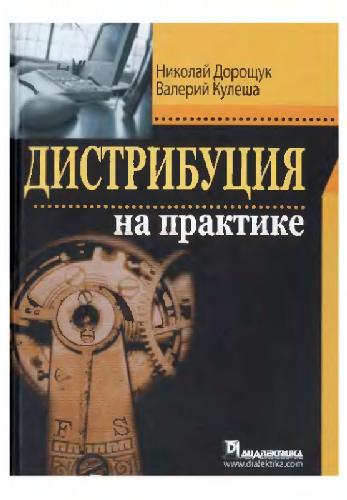 Николай Дорощук
Валерий Кулеша
ДИСТРИБУЦИЯ
на практике
F S
ДИАЛЕКТИКА
www.dialektika.com